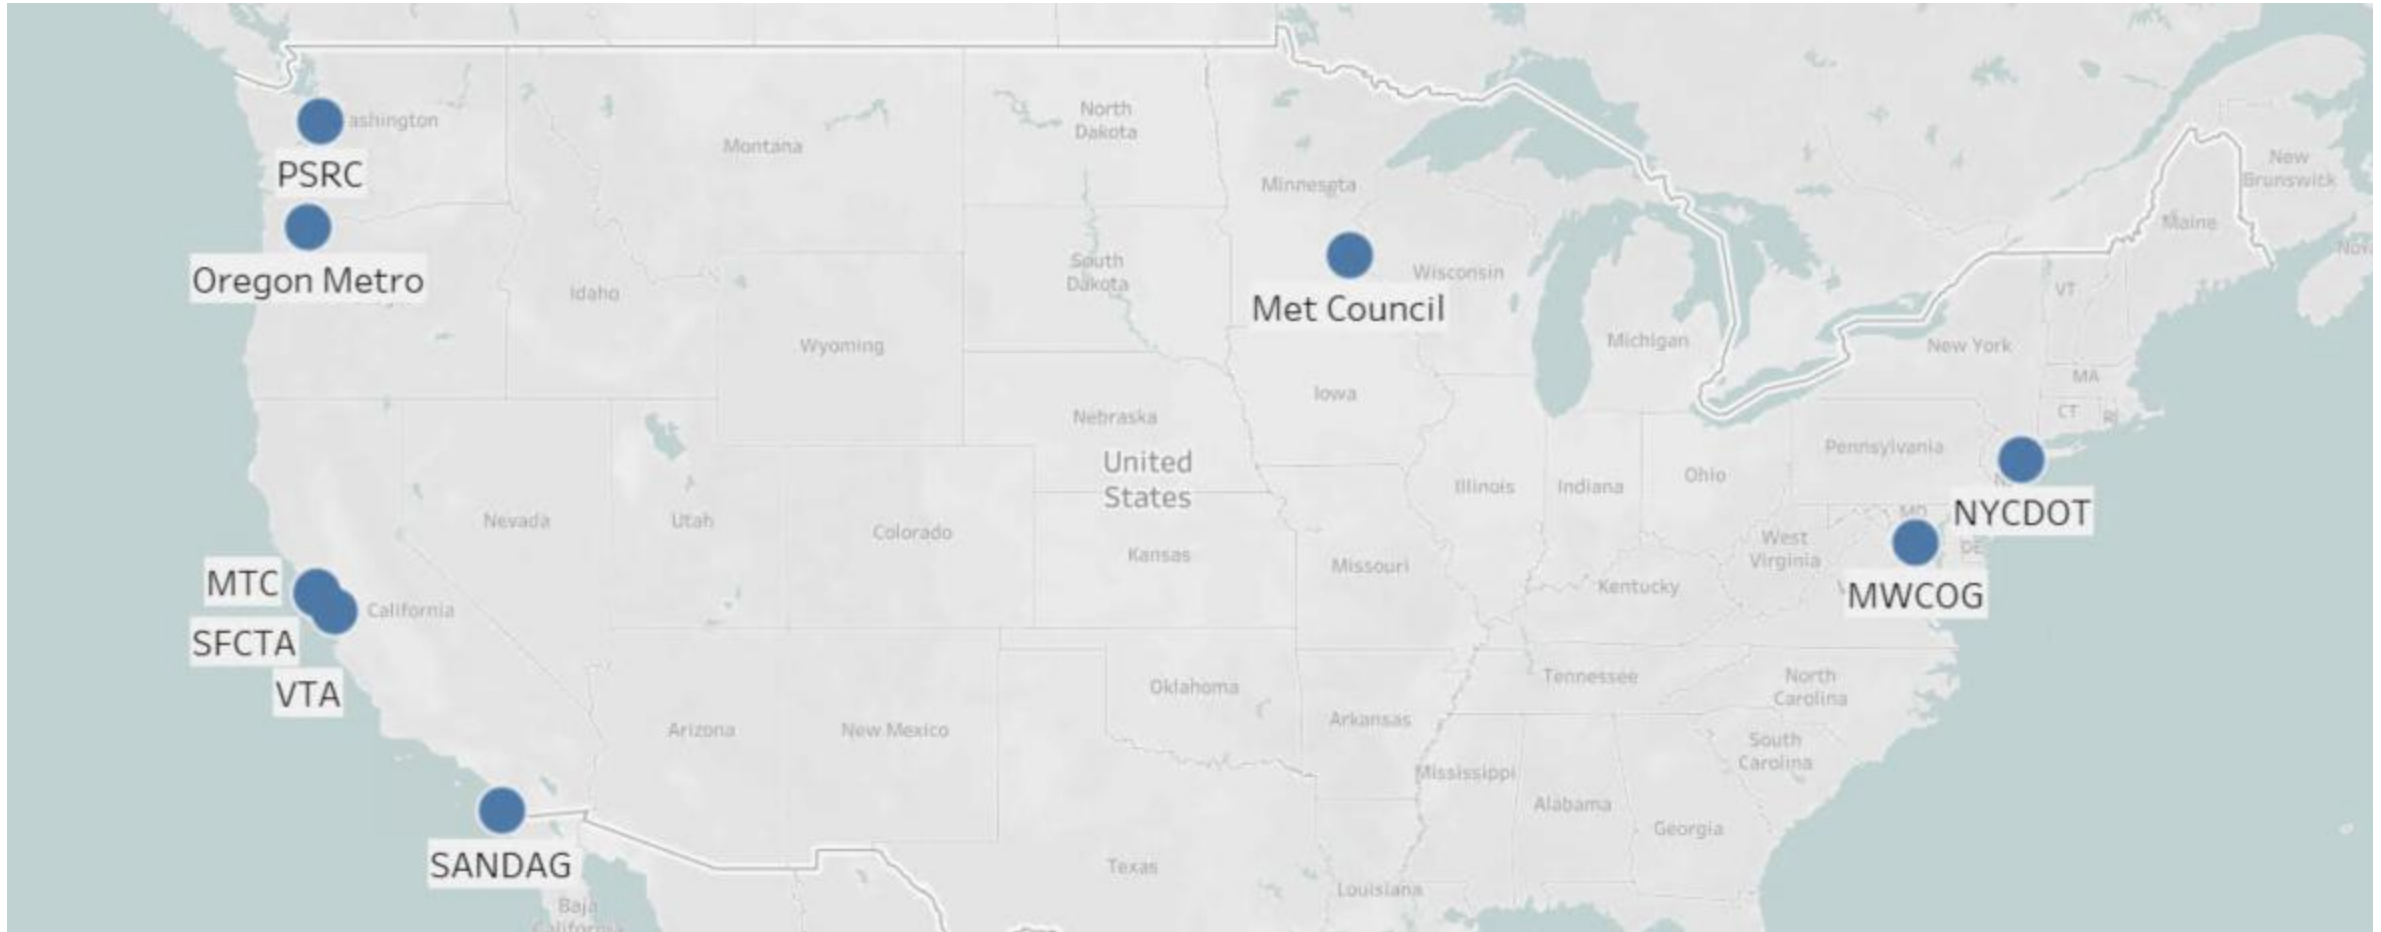 ashington
PSRC
Oregon Metro
Montana
North
Dakota
Minnesota
Idaho
South
Dakota
Wyoming
Met Council
Wisconsin
Michigan
New
Brunswick
Maine
VT
New York
MA
CT
RI
Iowa
Nebraska
United
States
Pennsylvania
Illinois
Indiana
Ohio
NYCDOT
MD
DE
MWCOG
West
Virginia
Nevada
Utah
Colorado
Kansas
Missouri
Kentucky
MTC
California
SFCTA
VTA
Arizona
New Mexico
Oklahoma
Arkansas
Tennessee
North
Carolina
South
Carolina
Mississippi
Alabama
Georgia
SANDAG
Texas
Louisiana
Baja
California